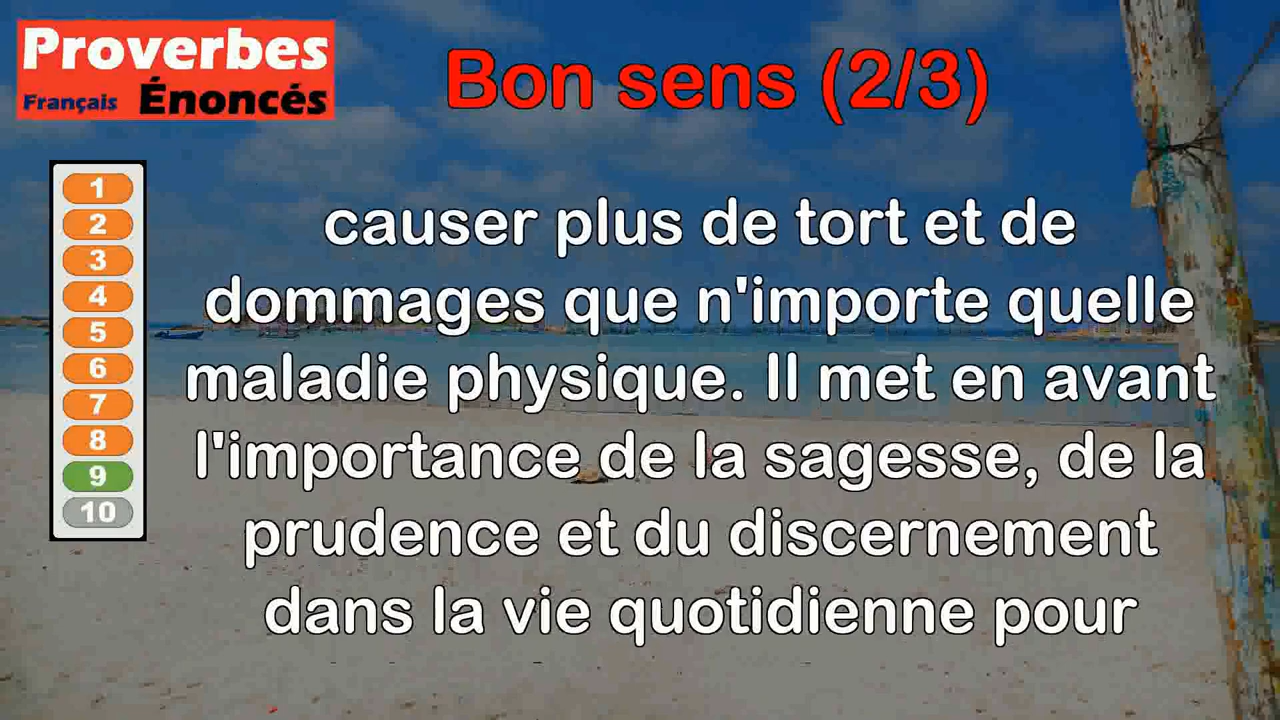 Proverbes
Français Énoncés
Bon sens (2/3)
1
2
3
4
5
6
7
8
9
10
causer plus de tort et de
dommages que n'importe quelle
maladie physique. Il met en avant
l'importance de la sagesse, de la
prudence et du discernement
dans la vie quotidienne pour